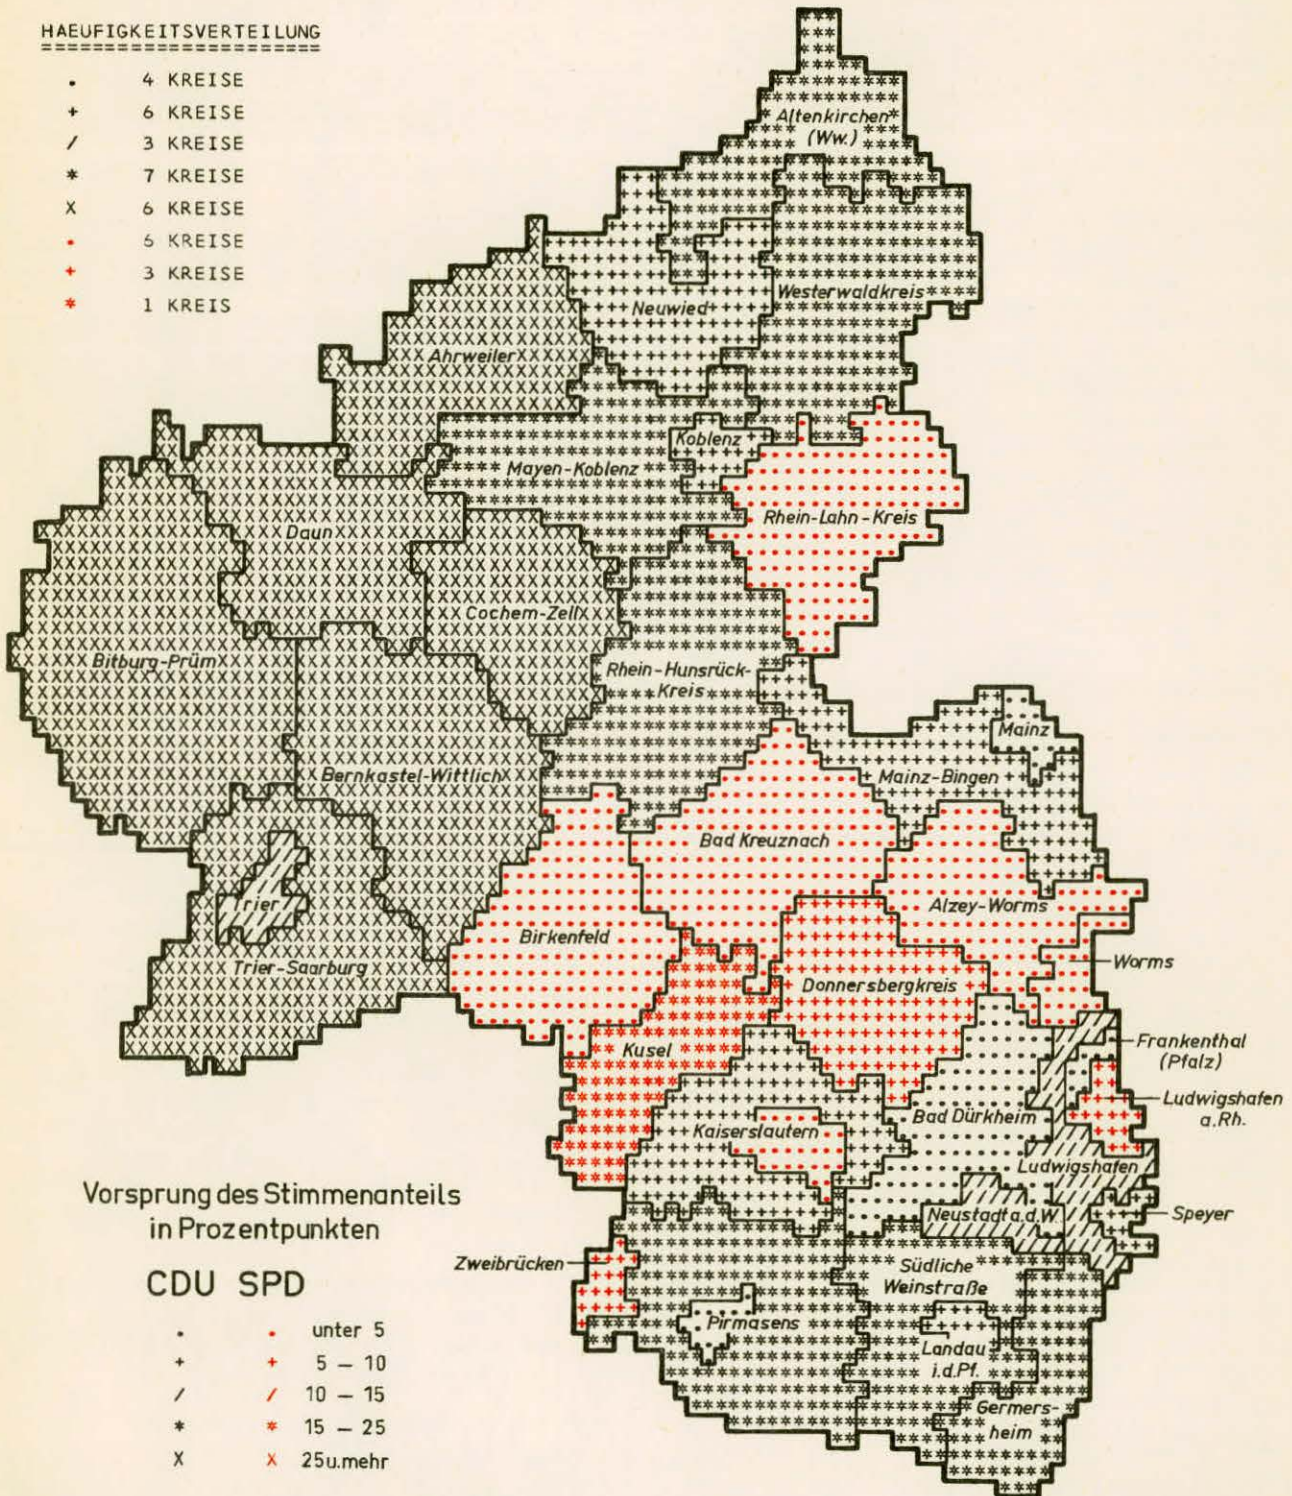 HAEUFIGKEITSVERTEILUNG
=====================
. 4 KREISE
+ 6 KREISE
/ 3 KREISE
* 7 KREISE
X 6 KREISE
. 6 KREISE
+ 3 KREISE
* 1 KREIS
Altenkirchen
(Ww.)
Neuwied
Westerwaldkreis
Ahrweiler
Koblenz
Mayen-Koblenz
Rhein-Lahn-Kreis
Daun
Cochem-Zell
Bitburg-Prüm
Rhein-Hunsrück-
Kreis
Mainz
Bernkastel-Wittlich
Mainz-Bingen
Bad Kreuznach
Trier
Alzey-Worms
Birkenfeld
Trier-Saarburg
Worms
Donnersbergkreis
Kusel
Frankenthal
(Pfalz)
Ludwigshafen
a.Rh.
Bad Dürkheim
Kaiserslautern
Ludwigshafen
Neustadt a.d.W.
Speyer
Zweibrücken
Südliche
Weinstraße
Pirmasens
Landau
i.d.Pf.
Germers-
heim
Vorsprung des Stimmenanteils
in Prozentpunkten
CDU SPD
. . unter 5
+ + 5 – 10
/ / 10 – 15
* * 15 – 25
X X 25 u.mehr